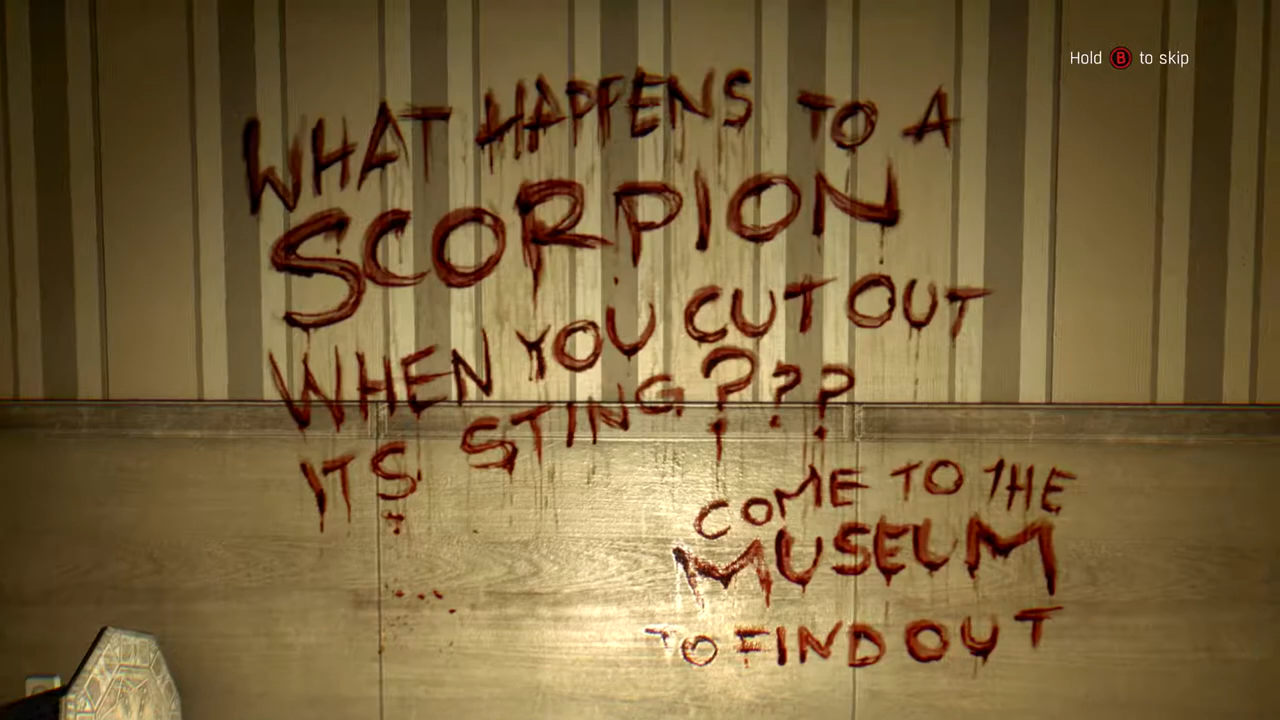 Hold B to skip
WHAT HAPPENS TO A
SCORPION
WHEN YOU CUT OUT
ITS STING???
COME TO THE
MUSEUM
TO FIND OUT